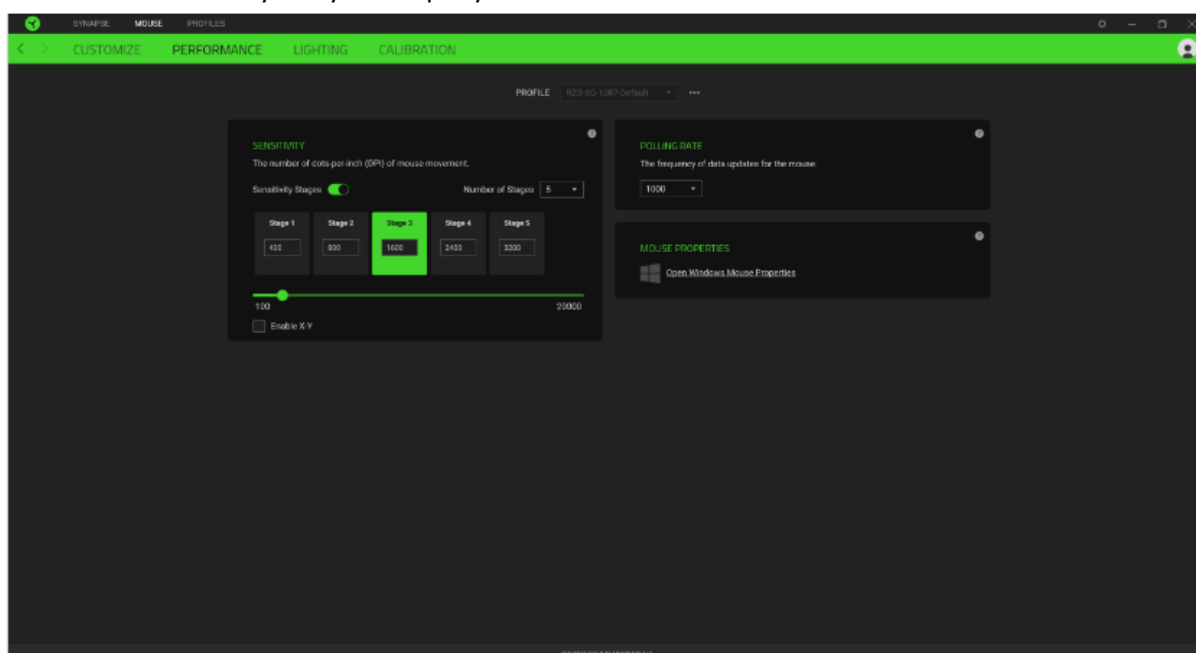 SYNAPSE MOUSE PROFILES
CUSTOMIZE PERFORMANCE LIGHTING CALIBRATION
PROFILE
SENSITIVITY
The number of dots-per-inch (DPI) of mouse movement.
Sensitivity Stages Number of Stages 5
Stage 1 Stage 2 Stage 3 Stage 4 Stage 5
400 800 1600 2400 3200
100 20000
Enable X-Y
POLLING RATE
The frequency of data updates for the mouse.
1000
MOUSE PROPERTIES
Open Windows Mouse Properties